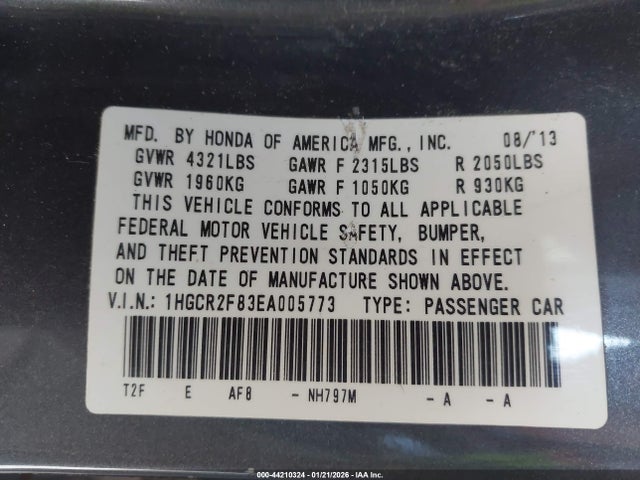 MFD. BY HONDA OF AMERICA MFG., INC. 08/'13
GVWR 4321LBS GAWR F 2315LBS R 2050LBS
GVWR 1960KG GAWR F 1050KG R 930KG
THIS VEHICLE CONFORMS TO ALL APPLICABLE
FEDERAL MOTOR VEHICLE SAFETY, BUMPER,
AND THEFT PREVENTION STANDARDS IN EFFECT
ON THE DATE OF MANUFACTURE SHOWN ABOVE.
V.I.N.: 1HGCR2F83EA005773 TYPE: PASSENGER CAR
T2F E AF8 - NH797M - A - A
000-44210324 - 01/21/2026 - IAA Inc.